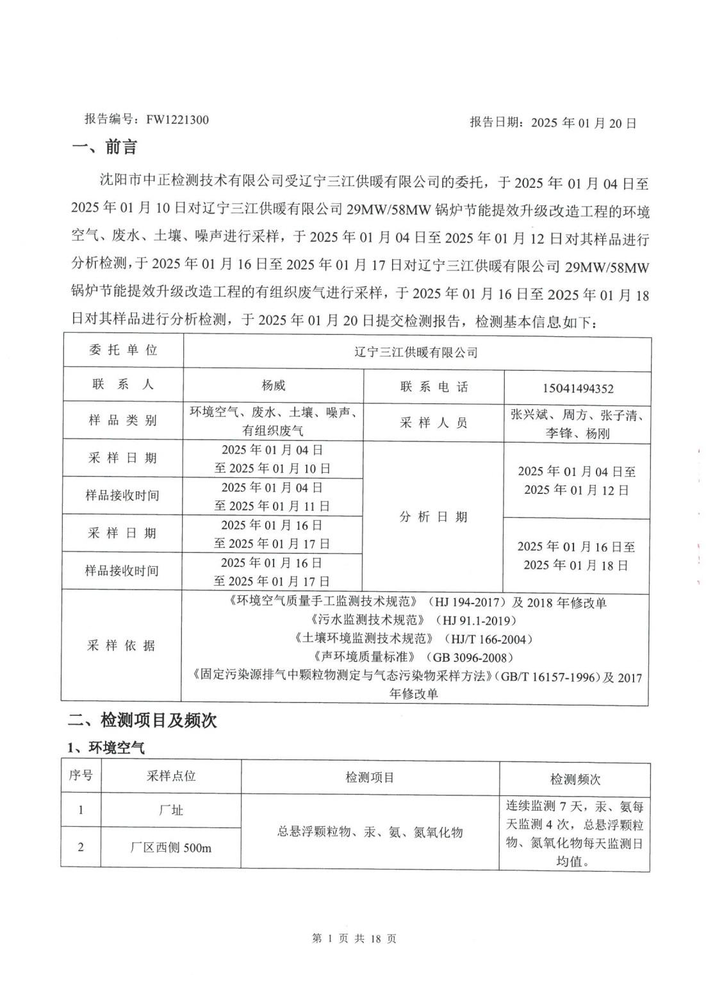 报告编号：FW1221300
报告日期：2025 年 01 月 20 日
一、前言
沈阳市中正检测技术有限公司受辽宁三江供暖有限公司的委托，于 2025 年 01 月 04 日至
2025 年 01 月 10 日对辽宁三江供暖有限公司 29MW/58MW 锅炉节能提效升级改造工程的环境
空气、废水、土壤、噪声进行采样，于 2025 年 01 月 04 日至 2025 年 01 月 12 日对其样品进行
分析检测，于 2025 年 01 月 16 日至 2025 年 01 月 17 日对辽宁三江供暖有限公司 29MW/58MW
锅炉节能提效升级改造工程的有组织废气进行采样，于 2025 年 01 月 16 日至 2025 年 01 月 18
日对其样品进行分析检测，于 2025 年 01 月 20 日提交检测报告，检测基本信息如下：
委 托 单 位
辽宁三江供暖有限公司
联 系 人
杨威
联 系 电 话
15041494352
样 品 类 别
环境空气、废水、土壤、噪声、
有组织废气
采 样 人 员
张兴斌、周方、张子清、
李锋、杨刚
采 样 日 期
2025 年 01 月 04 日
至 2025 年 01 月 10 日
样品接收时间
2025 年 01 月 04 日
至 2025 年 01 月 11 日
采 样 日 期
2025 年 01 月 16 日
至 2025 年 01 月 17 日
样品接收时间
2025 年 01 月 16 日
至 2025 年 01 月 17 日
分 析 日 期
2025 年 01 月 04 日至
2025 年 01 月 12 日
2025 年 01 月 16 日至
2025 年 01 月 18 日
采 样 依 据
《环境空气质量手工监测技术规范》（HJ 194-2017）及 2018 年修改单
《污水监测技术规范》（HJ 91.1-2019）
《土壤环境监测技术规范》（HJ/T 166-2004）
《声环境质量标准》（GB 3096-2008）
《固定污染源排气中颗粒物测定与气态污染物采样方法》（GB/T 16157-1996）及 2017
年修改单
二、检测项目及频次
1、环境空气
序号
采样点位
检测项目
检测频次
1
厂址
2
厂区西侧 500m
总悬浮颗粒物、汞、氨、氮氧化物
连续监测 7 天，汞、氨每
天监测 4 次，总悬浮颗粒
物、氮氧化物每天监测日
均值。
第 1 页 共 18 页